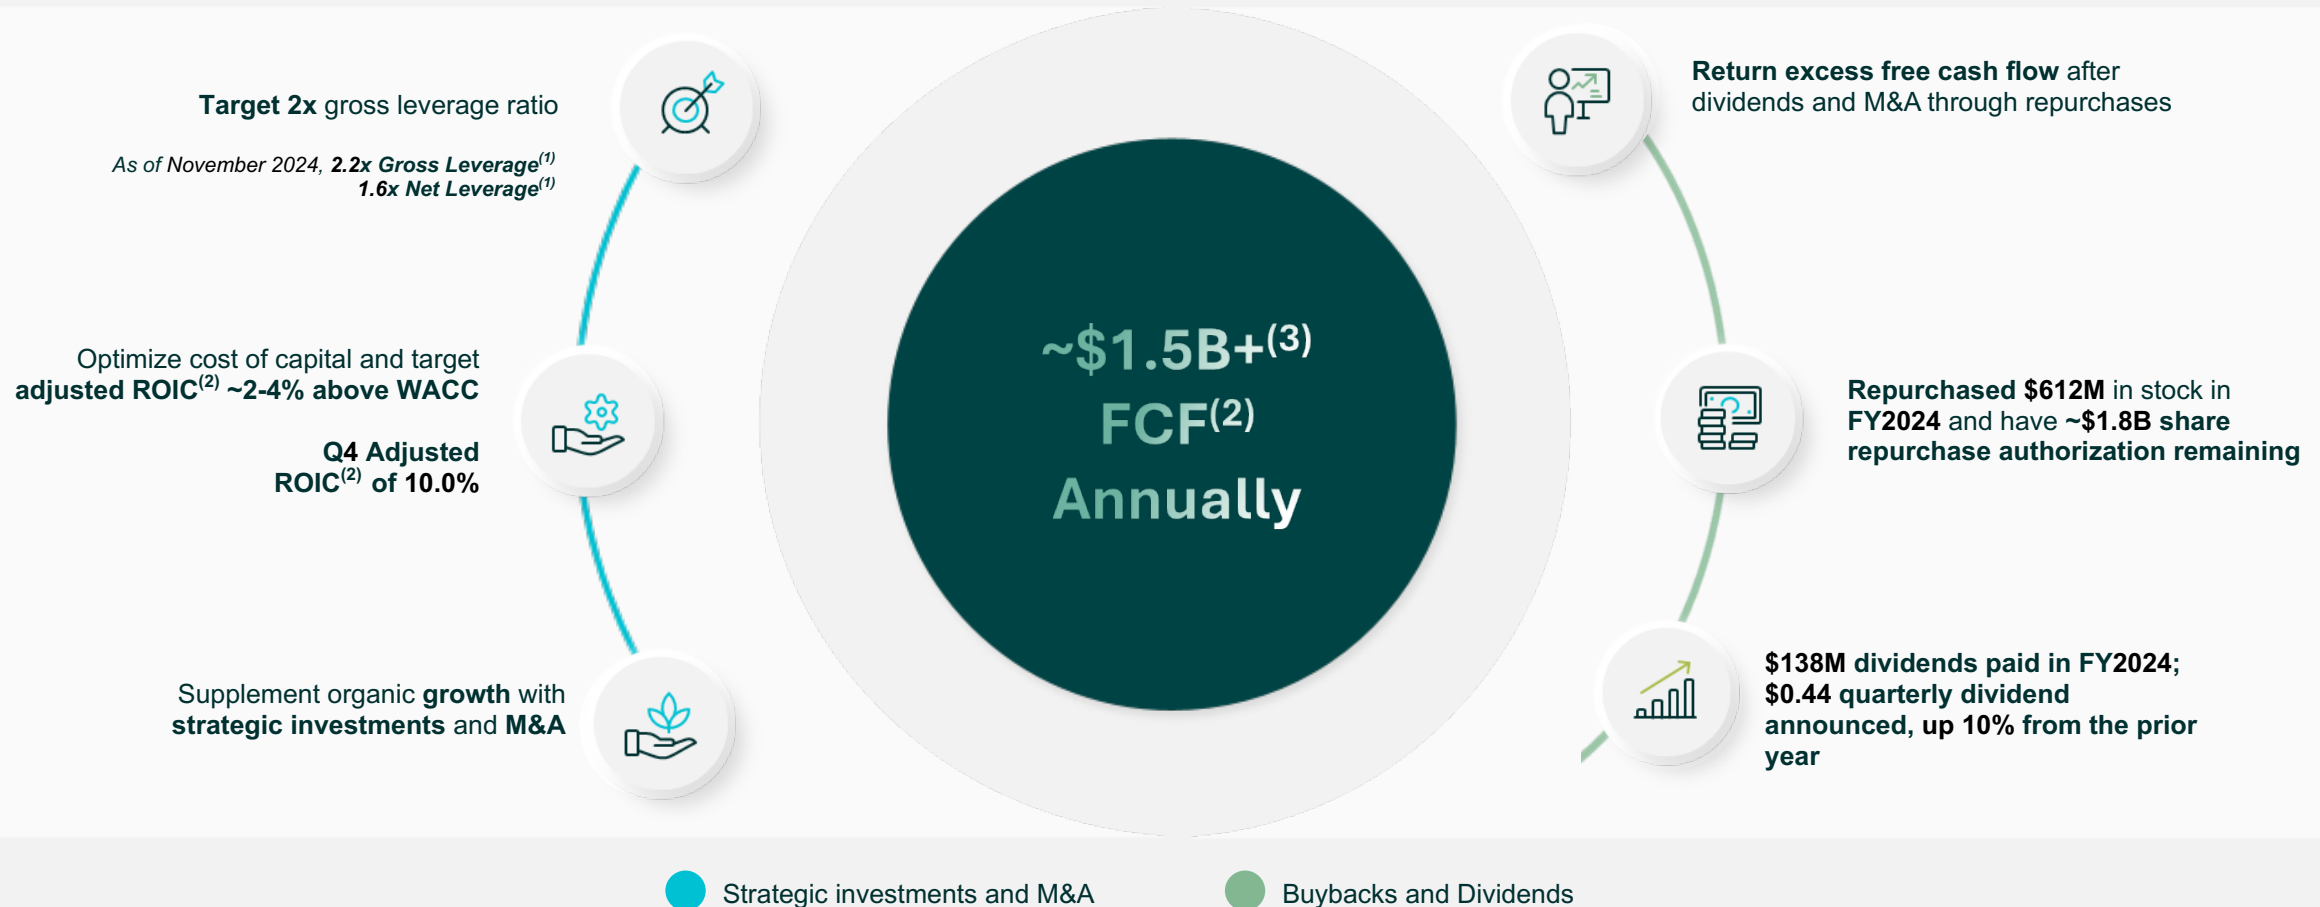 Target 2x gross leverage ratio
As of November 2024, 2.2x Gross Leverage(1)
1.6x Net Leverage(1)
Optimize cost of capital and target
adjusted ROIC(2) ~2-4% above WACC
Q4 Adjusted
ROIC(2) of 10.0%
Supplement organic growth with
strategic investments and M&A
~$1.5B+(3)
FCF(2)
Annually
Return excess free cash flow after
dividends and M&A through repurchases
Repurchased $612M in stock in
FY2024 and have ~$1.8B share
repurchase authorization remaining
$138M dividends paid in FY2024;
$0.44 quarterly dividend
announced, up 10% from the prior
year
Strategic investments and M&A
Buybacks and Dividends